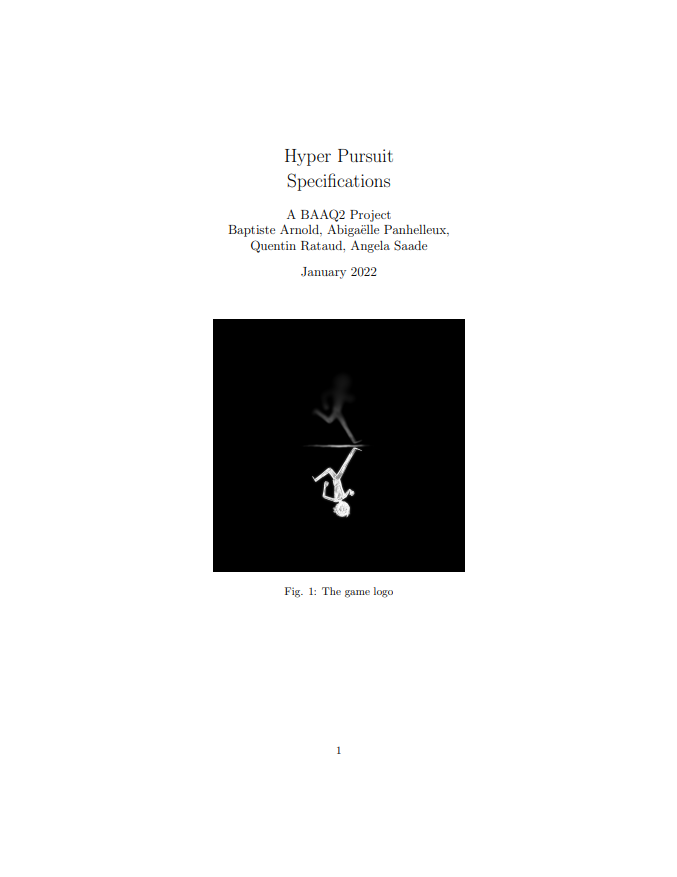 Hyper Pursuit
Specifications
A BAAQ2 Project
Baptiste Arnold, Abigaëlle Panhelleux,
Quentin Rataud, Angela Saade
January 2022
Fig. 1: The game logo
1